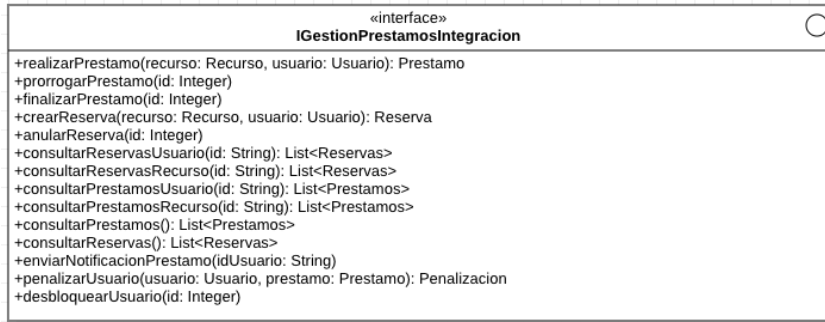 «interface»
IGestionPrestamosIntegracion
+realizarPrestamo(recurso: Recurso, usuario: Usuario): Prestamo
+prorrogarPrestamo(id: Integer)
+finalizarPrestamo(id: Integer)
+crearReserva(recurso: Recurso, usuario: Usuario): Reserva
+anularReserva(id: Integer)
+consultarReservasUsuario(id: String): List<Reservas>
+consultarReservasRecurso(id: String): List<Reservas>
+consultarPrestamosUsuario(id: String): List<Prestamos>
+consultarPrestamosRecurso(id: String): List<Prestamos>
+consultarPrestamos(): List<Prestamos>
+consultarReservas(): List<Reservas>
+enviarNotificacionPrestamo(idUsuario: String)
+penalizarUsuario(usuario: Usuario, prestamo: Prestamo): Penalizacion
+desbloquearUsuario(id: Integer)